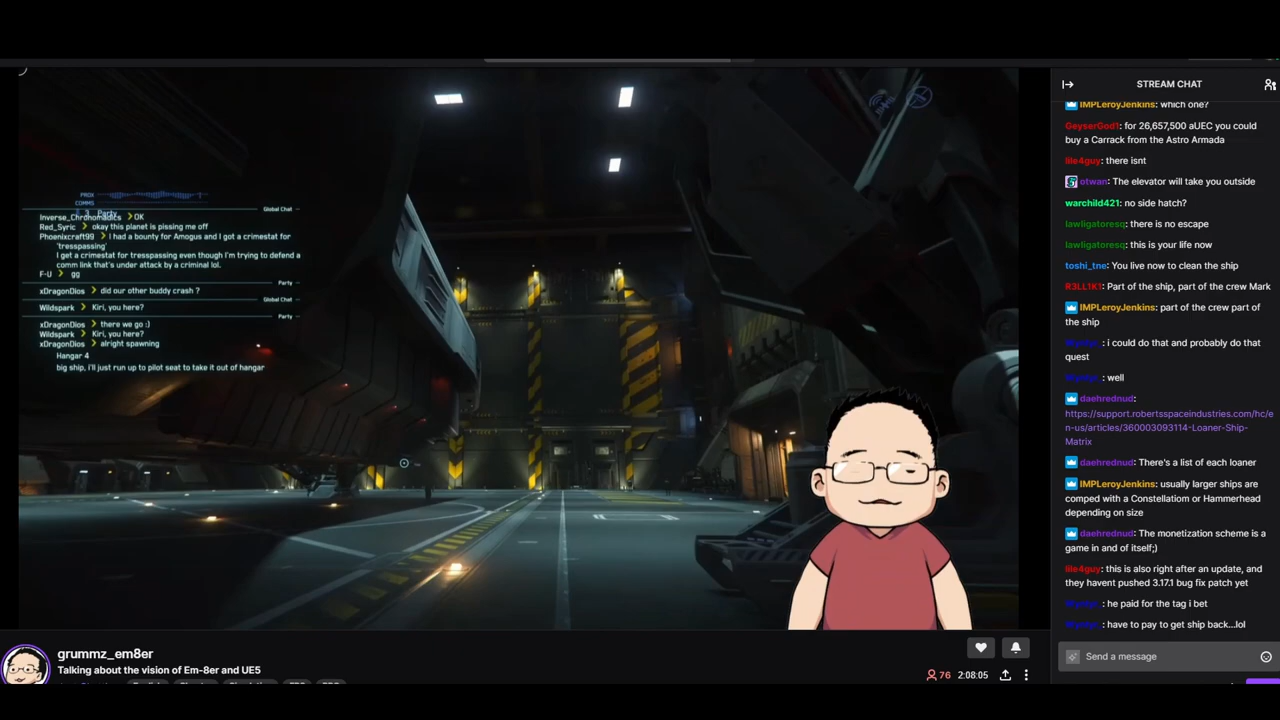 PROX
COMMS
3. Party
Global Chat
Inverse_Chronomatics > OK
Red_Syric > okay this planet is pissing me off
Phoenixcraft99 > I had a bounty for Amogus and I got a crimestat for
'tresspassing'
I get a crimestat for tresspassing even though I'm trying to defend a
comm link that's under attack by a criminal lol.
F-U > gg
Party
xDragonDios > did our other buddy crash ?
Global Chat
Wildspark > Kiri, you here?
Party
xDragonDios > there we go :)
Wildspark > Kiri, you here?
xDragonDios > alright spawning
Hangar 4
big ship, i'll just run up to pilot seat to take it out of hangar
grummz_em8er
Talking about the vision of Em-8er and UE5
76 2:08:05
STREAM CHAT
IMPLeroyJenkins: which one?
GeyserGod1: for 26,657,500 aUEC you could
buy a Carrack from the Astro Armada
lile4guy: there isnt
otwan: The elevator will take you outside
warchild421: no side hatch?
lawligatoresq: there is no escape
lawligatoresq: this is your life now
toshi_tne: You live now to clean the ship
R3LL1K1: Part of the ship, part of the crew Mark
IMPLeroyJenkins: part of the crew part of
the ship
: i could do that and probably do that
quest
: well
daehrednud:
https://support.robertsspaceindustries.com/hc/e
n-us/articles/360003093114-Loaner-Ship-
Matrix
daehrednud: There's a list of each loaner
IMPLeroyJenkins: usually larger ships are
comped with a Constellatiom or Hammerhead
depending on size
daehrednud: The monetization scheme is a
game in and of itself;)
lile4guy: this is also right after an update, and
they havent pushed 3.17.1 bug fix patch yet
: he paid for the tag i bet
: have to pay to get ship back...lol
Send a message